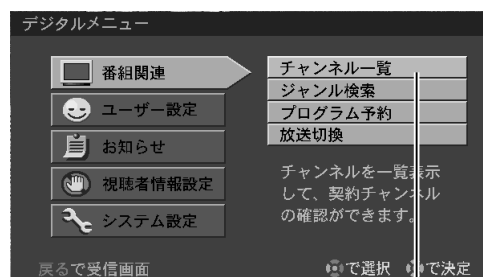 デジタルメニュー
番組関連
ユーザー設定
お知らせ
視聴者情報設定
システム設定
チャンネル一覧
ジャンル検索
プログラム予約
放送切換
チャンネルを一覧表示
して、契約チャンネル
の確認ができます。
戻るで受信画面
で選択
で決定